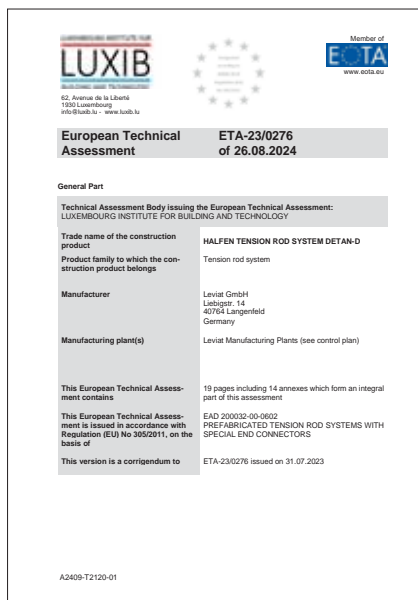 LUXIB
Member of
EOTA
www.eota.eu
62, Avenue de la Liberté
1930 Luxembourg
info@luxib.lu - www.luxib.lu
European Technical Assessment
ETA-23/0276 of 26.08.2024
General Part
Technical Assessment Body issuing the European Technical Assessment:
LUXEMBOURG INSTITUTE FOR BUILDING AND TECHNOLOGY
Trade name of the construction product
HALFEN TENSION ROD SYSTEM DETAN-D
Product family to which the con-
struction product belongs
Tension rod system
Manufacturer
Leviat GmbH
Liebigstr. 14
40764 Langenfeld
Germany
Manufacturing plant(s)
Leviat Manufacturing Plants (see control plan)
This European Technical Assess-
ment contains
19 pages including 14 annexes which form an integral
part of this assessment
This European Technical Assess-
ment is issued in accordance with
Regulation (EU) No 305/2011, on the
basis of
EAD 200032-00-0602
PREFABRICATED TENSION ROD SYSTEMS WITH
SPECIAL END CONNECTORS
This version is a corrigendum to
ETA-23/0276 issued on 31.07.2023
A2409-T2120-01